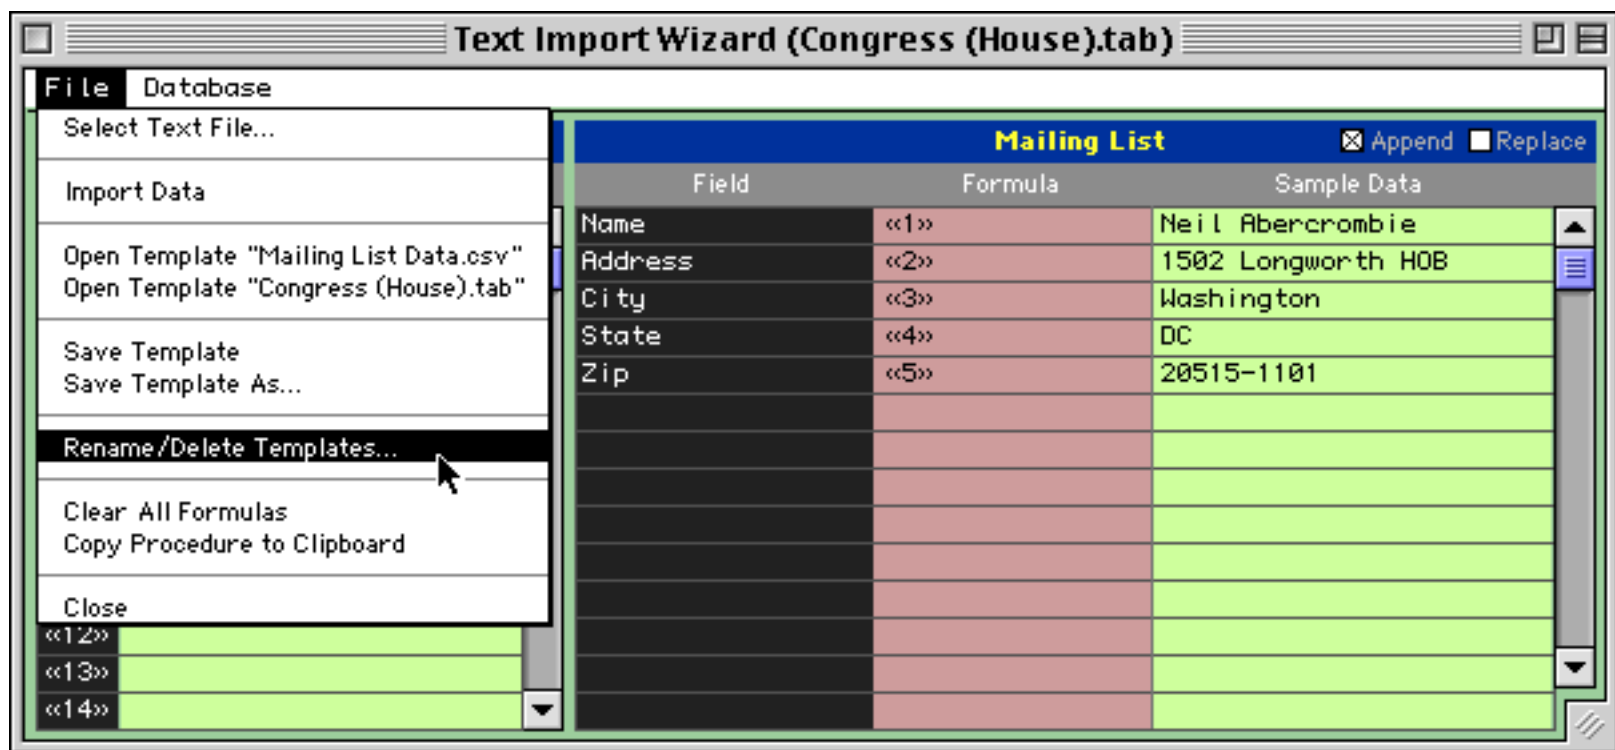 Text Import Wizard (Congress (House).tab)
File Database
Select Text File...
Import Data
Open Template "Mailing List Data.csv"
Open Template "Congress (House).tab"
Save Template
Save Template As...
Rename/Delete Templates...
Clear All Formulas
Copy Procedure to Clipboard
Close
«12»
«13»
«14»
Mailing List Append Replace
Field Formula Sample Data
Name «1» Neil Abercrombie
Address «2» 1502 Longworth HOB
City «3» Washington
State «4» DC
Zip «5» 20515-1101